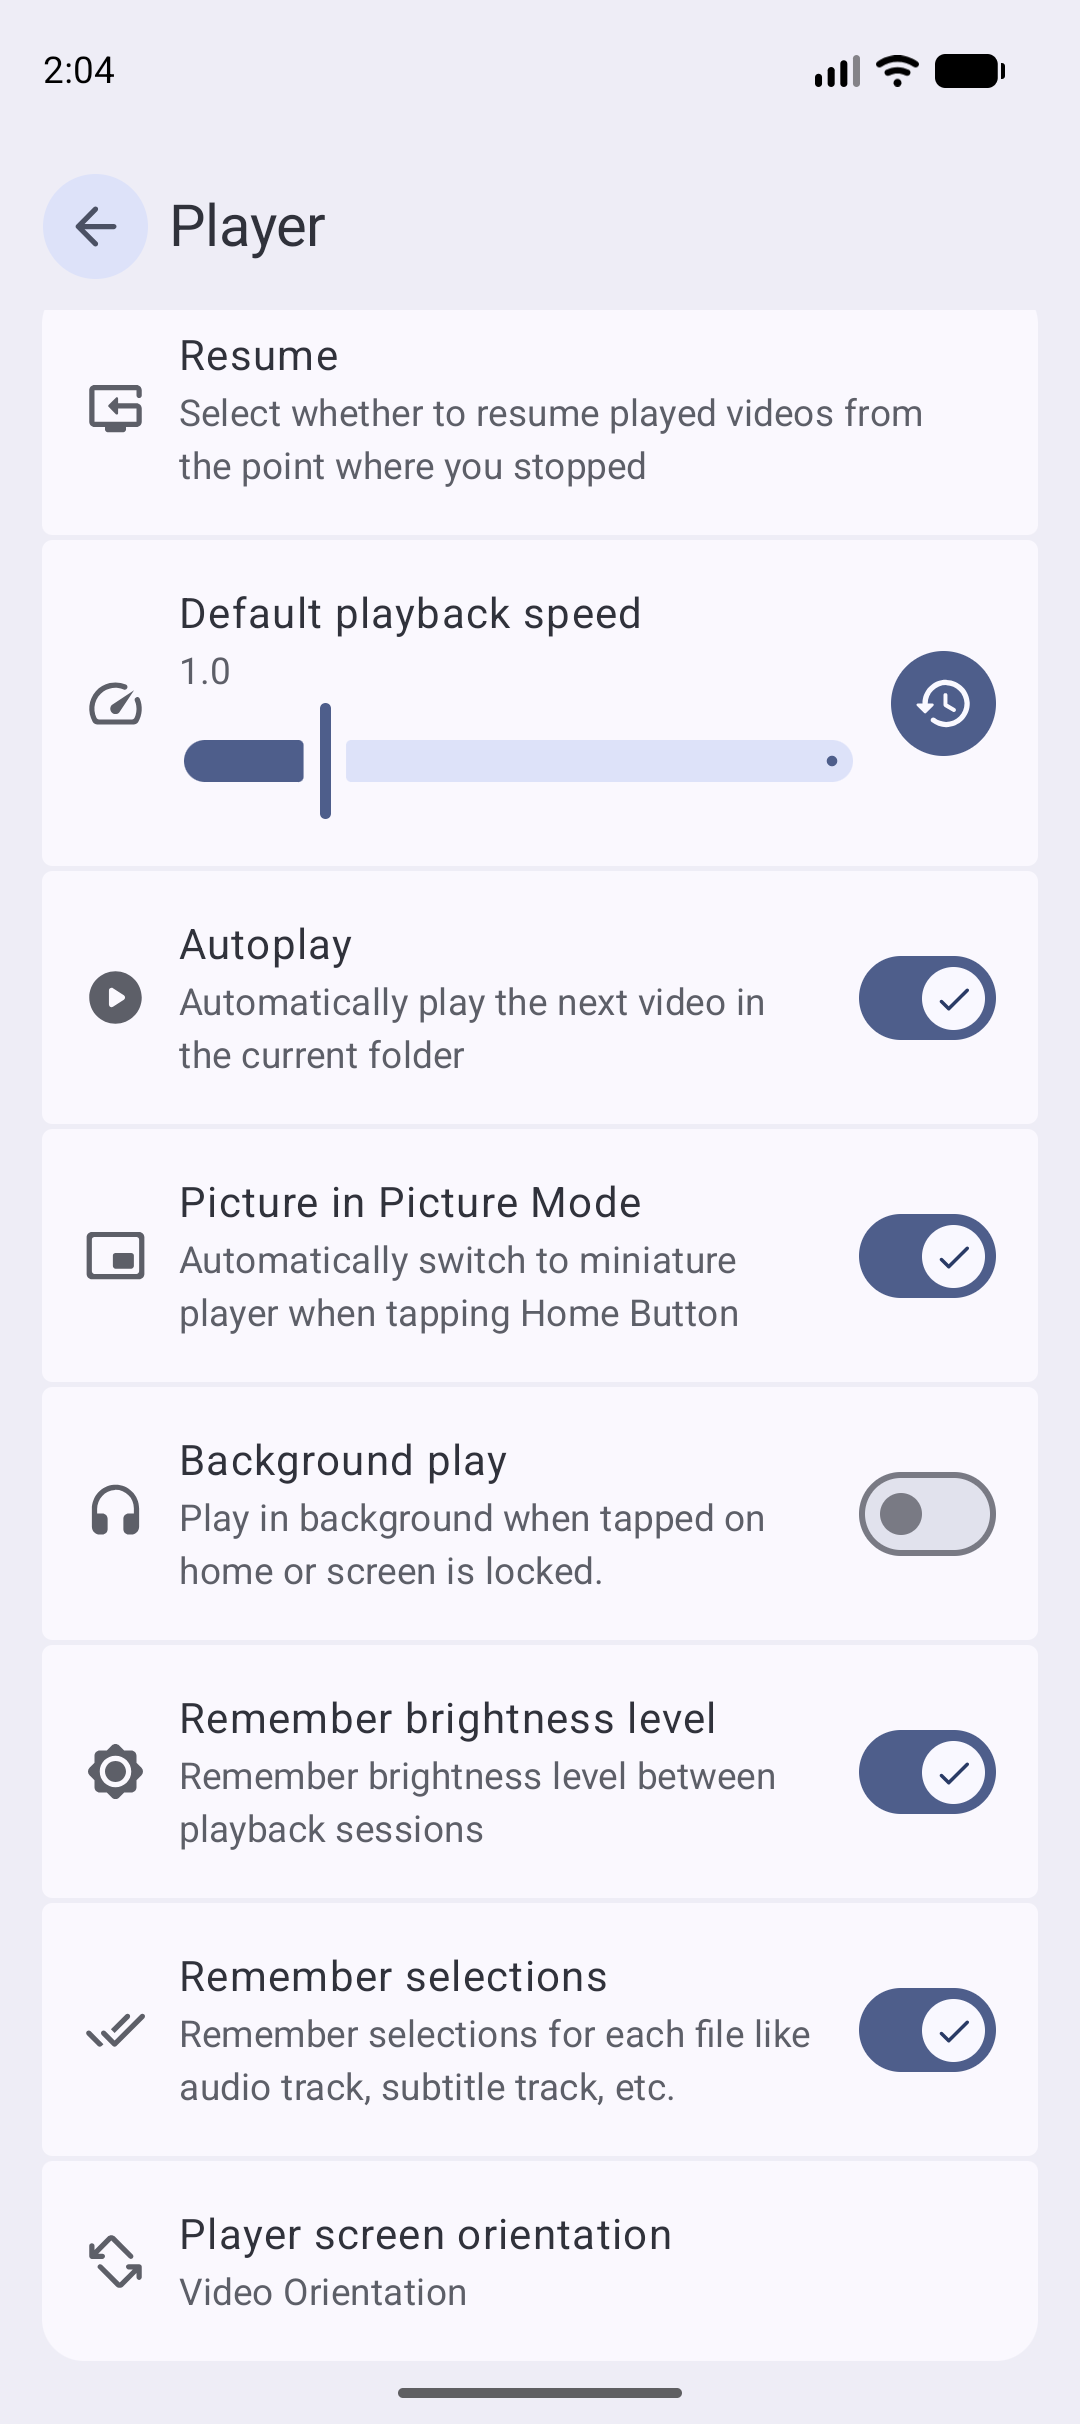 2:04
Player
Resume
Select whether to resume played videos from
the point where you stopped
Default playback speed
1.0
Autoplay
Automatically play the next video in
the current folder
Picture in Picture Mode
Automatically switch to miniature
player when tapping Home Button
Background play
Play in background when tapped on
home or screen is locked.
Remember brightness level
Remember brightness level between
playback sessions
Remember selections
Remember selections for each file like
audio track, subtitle track, etc.
Player screen orientation
Video Orientation